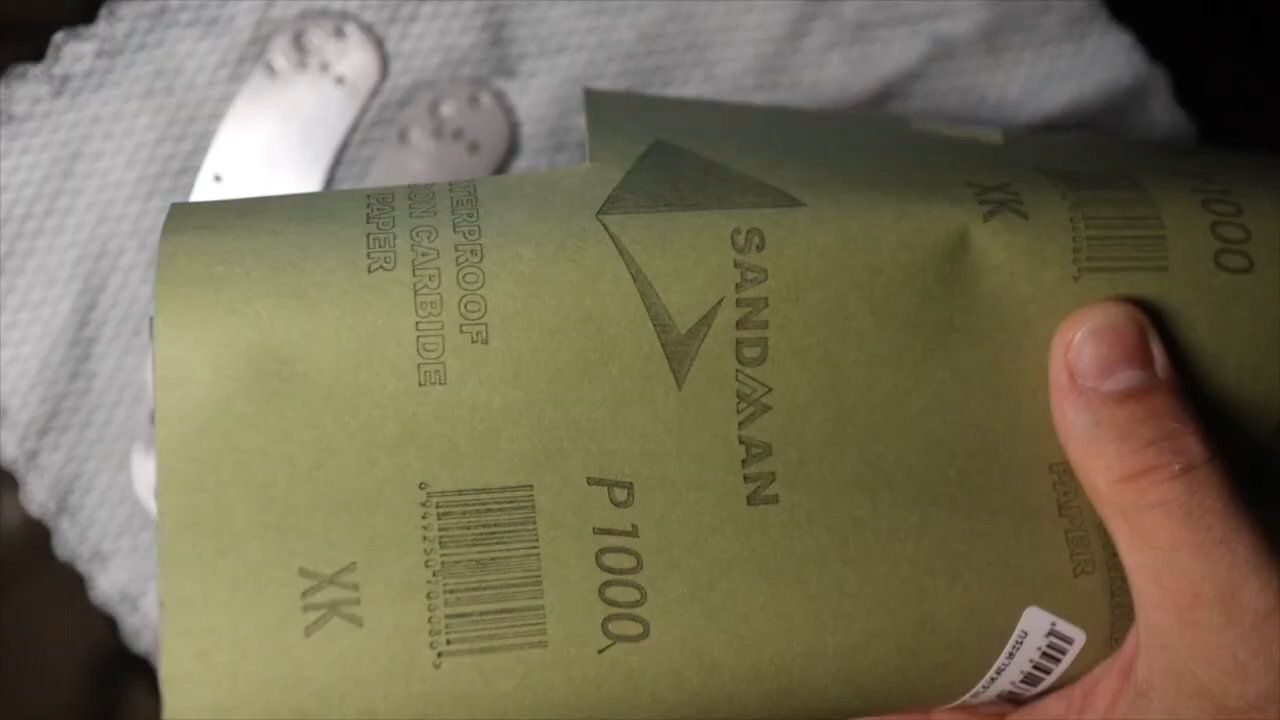 TERPROOF
ON CARBIDE
PAPER
SANDMAN
P1000
XK
XK
1000
PAPER